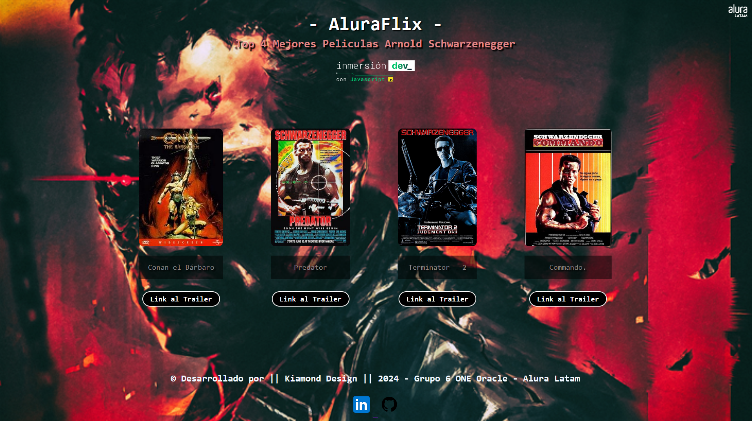 alura
LATAM
- AluraFlix -
Top 4 Mejores Peliculas Arnold Schwarzenegger
inmersión dev_
con Javascript
CONAN
THE BARBARIAN
SCHWARZENEGGER
PREDATOR
SCHWARZENEGGER
TERMINATOR 2
JUDGMENT DAY
SCHWARZENEGGER
COMMANDO
Conan el Bárbaro
Predator
Terminator - 2
Commando.
Link al Trailer
Link al Trailer
Link al Trailer
Link al Trailer
© Desarrollado por || Kiamond Design || 2024 - Grupo 6 ONE Oracle - Alura Latam
in